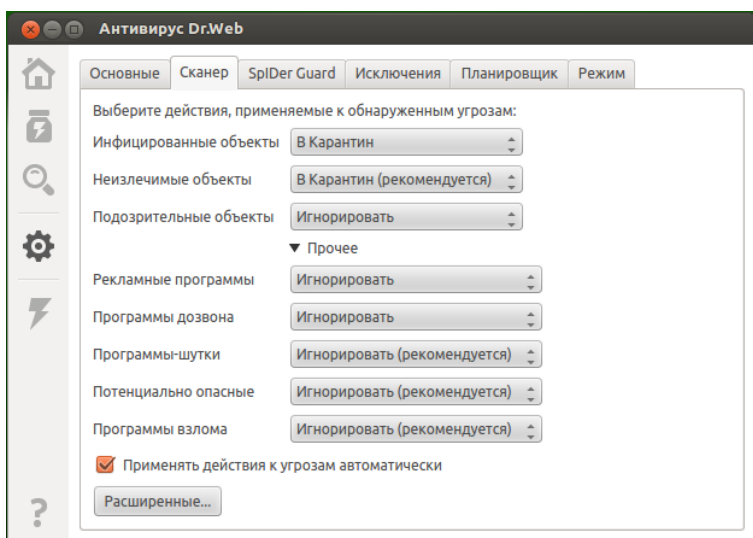 Антивирус Dr.Web
Основные Сканер SpIDer Guard Исключения Планировщик Режим
Выберите действия, применяемые к обнаруженным угрозам:
Инфицированные объекты В Карантин
Неизлечимые объекты В Карантин (рекомендуется)
Подозрительные объекты Игнорировать
Прочее
Рекламные программы Игнорировать
Программы дозвона Игнорировать
Программы-шутки Игнорировать (рекомендуется)
Потенциально опасные Игнорировать (рекомендуется)
Программы взлома Игнорировать (рекомендуется)
Применять действия к угрозам автоматически
Расширенные...
?